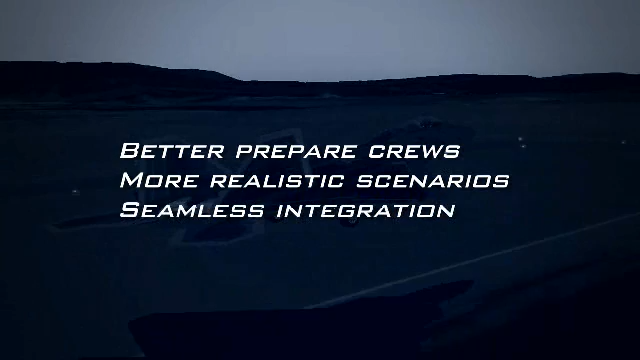 Better prepare crews
More realistic scenarios
Seamless integration